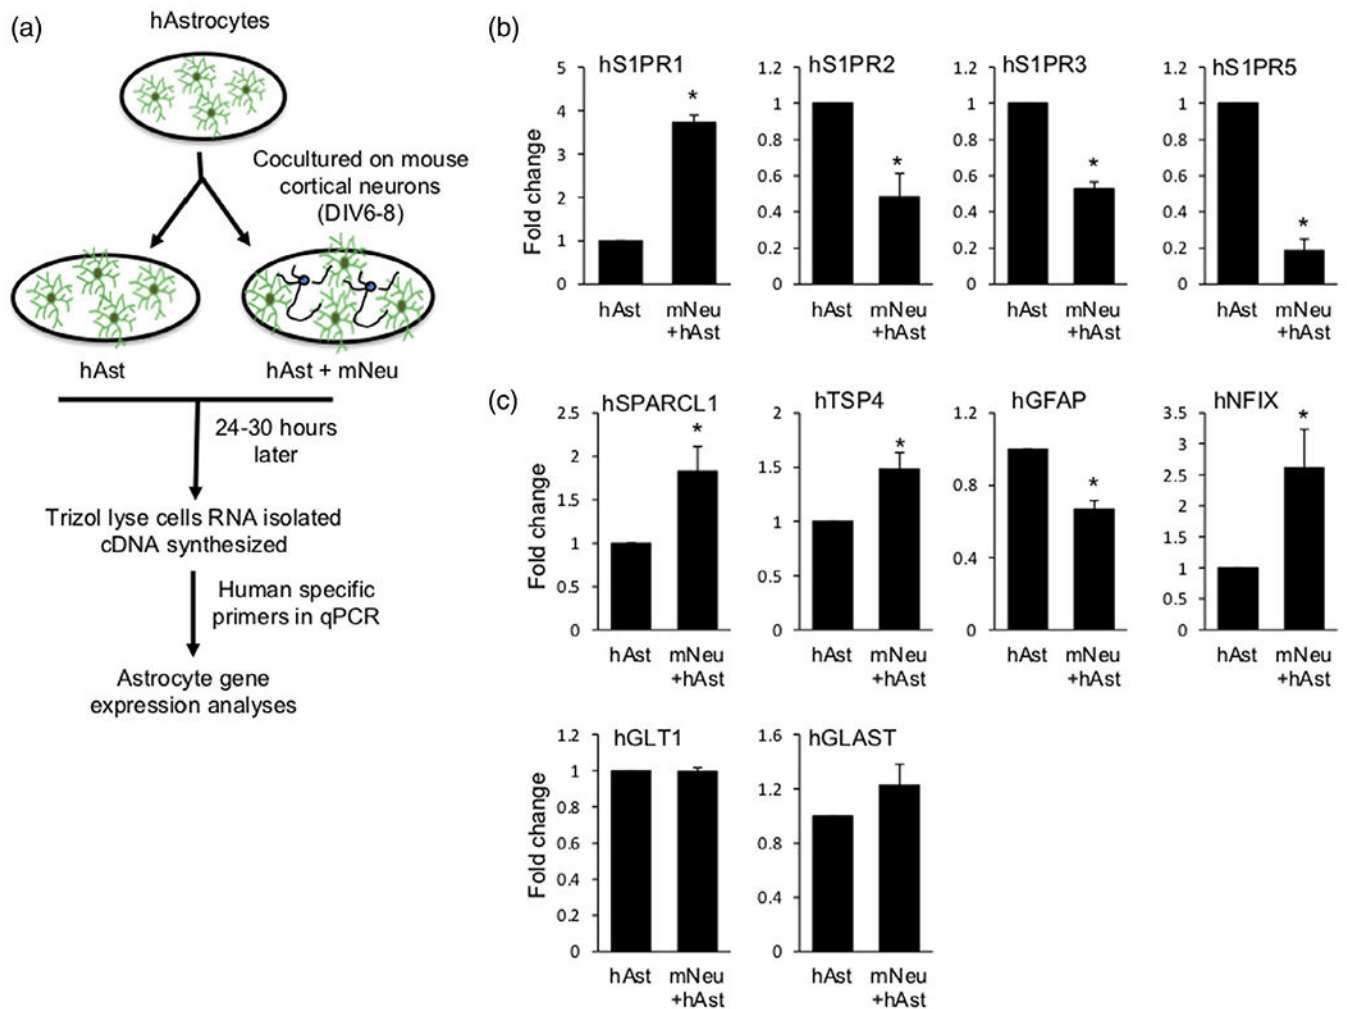 (a)
hAstrocytes
Cocultured on mouse
cortical neurons
(DIV6-8)
hAst
hAst + mNeu
24-30 hours
later
Trizol lyse cells RNA isolated
cDNA synthesized
Human specific
primers in qPCR
Astrocyte gene
expression analyses
(b)
Fold change
hS1PR1
5
4
3
2
1
0
*
hAst
mNeu
+hAst
hS1PR2
1.2
1
0.8
0.6
0.4
0.2
0
*
hAst
mNeu
+hAst
hS1PR3
1.2
1
0.8
0.6
0.4
0.2
0
*
hAst
mNeu
+hAst
hS1PR5
1.2
1
0.8
0.6
0.4
0.2
0
*
hAst
mNeu
+hAst
(c)
Fold change
hSPARCL1
2.5
2
1.5
1
0.5
0
*
hAst
mNeu
+hAst
hTSP4
2
1.5
1
0.5
0
*
hAst
mNeu
+hAst
hGFAP
1.2
0.8
0.4
0
*
hAst
mNeu
+hAst
hNFIX
3.5
3
2.5
2
1.5
1
0.5
0
*
hAst
mNeu
+hAst
Fold change
hGLT1
1.2
1
0.8
0.6
0.4
0.2
0
hAst
mNeu
+hAst
hGLAST
1.6
1.2
0.8
0.4
0
hAst
mNeu
+hAst